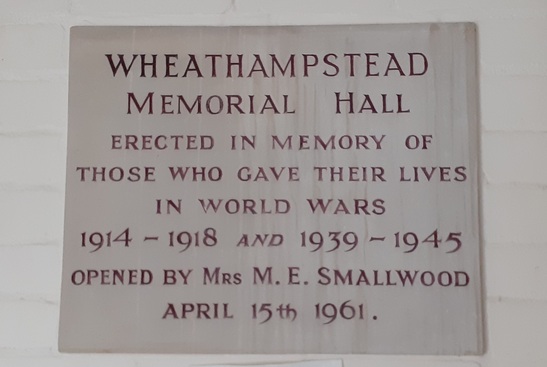 WHEATHAMPSTEAD
MEMORIAL HALL
ERECTED IN MEMORY OF
THOSE WHO GAVE THEIR LIVES
IN WORLD WARS
1914 – 1918 AND 1939 – 1945
OPENED BY MRS M. E. SMALLWOOD
APRIL 15th 1961.